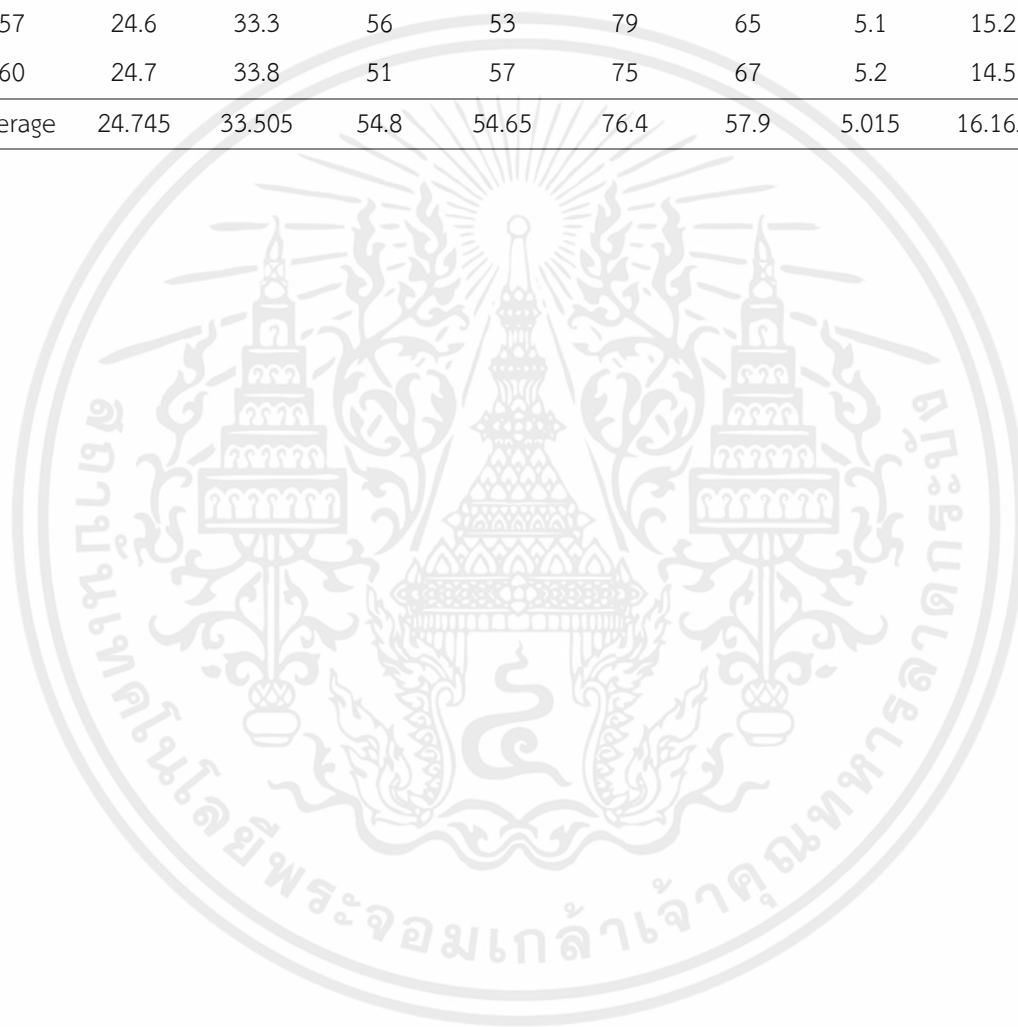 57 24.6 33.3 56 53 79 65 5.1 15.2
60 24.7 33.8 51 57 75 67 5.2 14.5
erage 24.745 33.505 54.8 54.65 76.4 57.9 5.015 16.16
สถาบันเทคโนโลยีพระจอมเกล้าเจ้าคุณทหารลาดกระบัง
๔